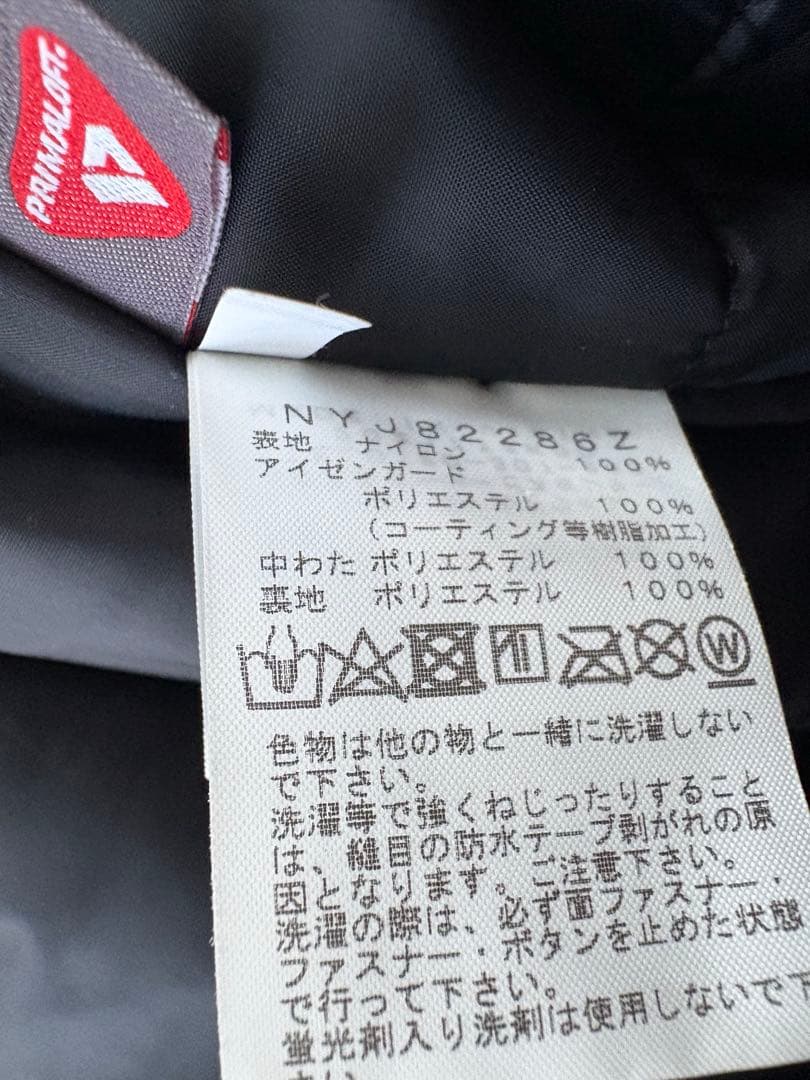 PRIMALOFT®
NYJ82286Z
表地 ナイロン 100%
アイゼンガード
ポリエステル 100%
(コーティング等樹脂加工)
中わた ポリエステル 100%
裏地 ポリエステル 100%
W
色物は他の物と一緒に洗濯しない
で下さい。
洗濯等で強くねじったりすること
は、縫目の防水テープ剥がれの原
因となります。ご注意下さい。
洗濯の際は、必ず面ファスナー・
ファスナー・ボタンを止めた状態
で行って下さい。
蛍光剤入り洗剤は使用しないで下
さい。